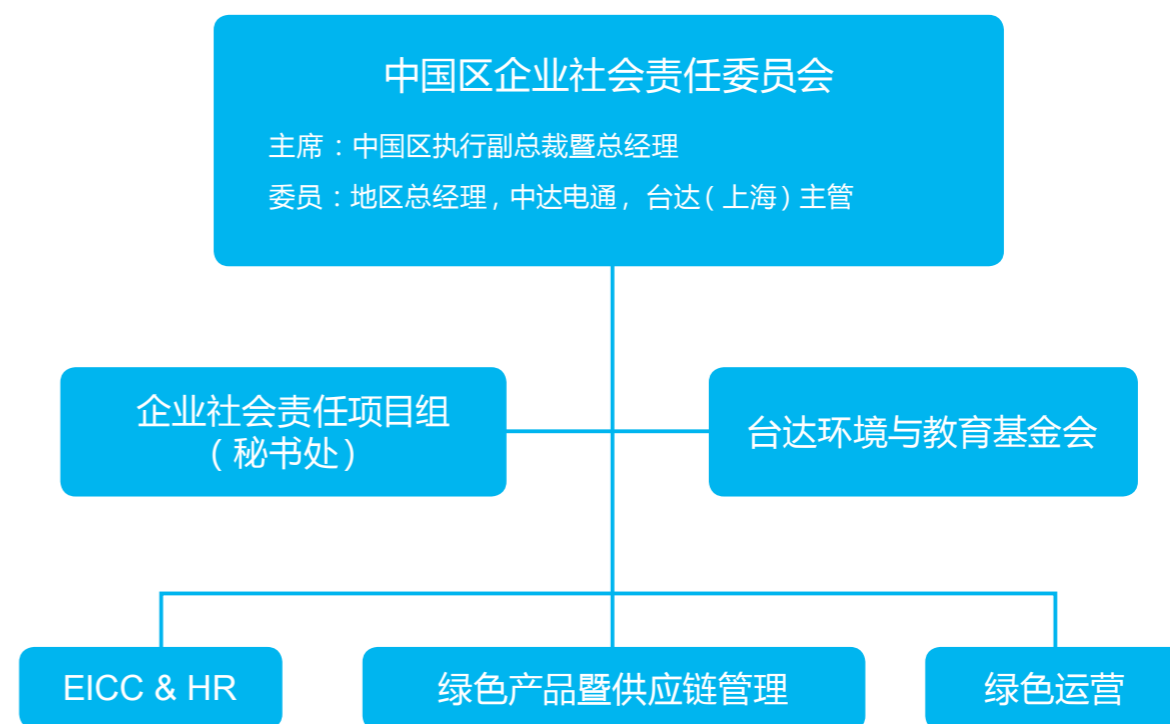 中国区企业社会责任委员会
主席：中国区执行副总裁暨总经理
委员：地区总经理，中达电通，台达（上海）主管
企业社会责任项目组
（秘书处）
台达环境与教育基金会
EICC & HR
绿色产品暨供应链管理
绿色运营